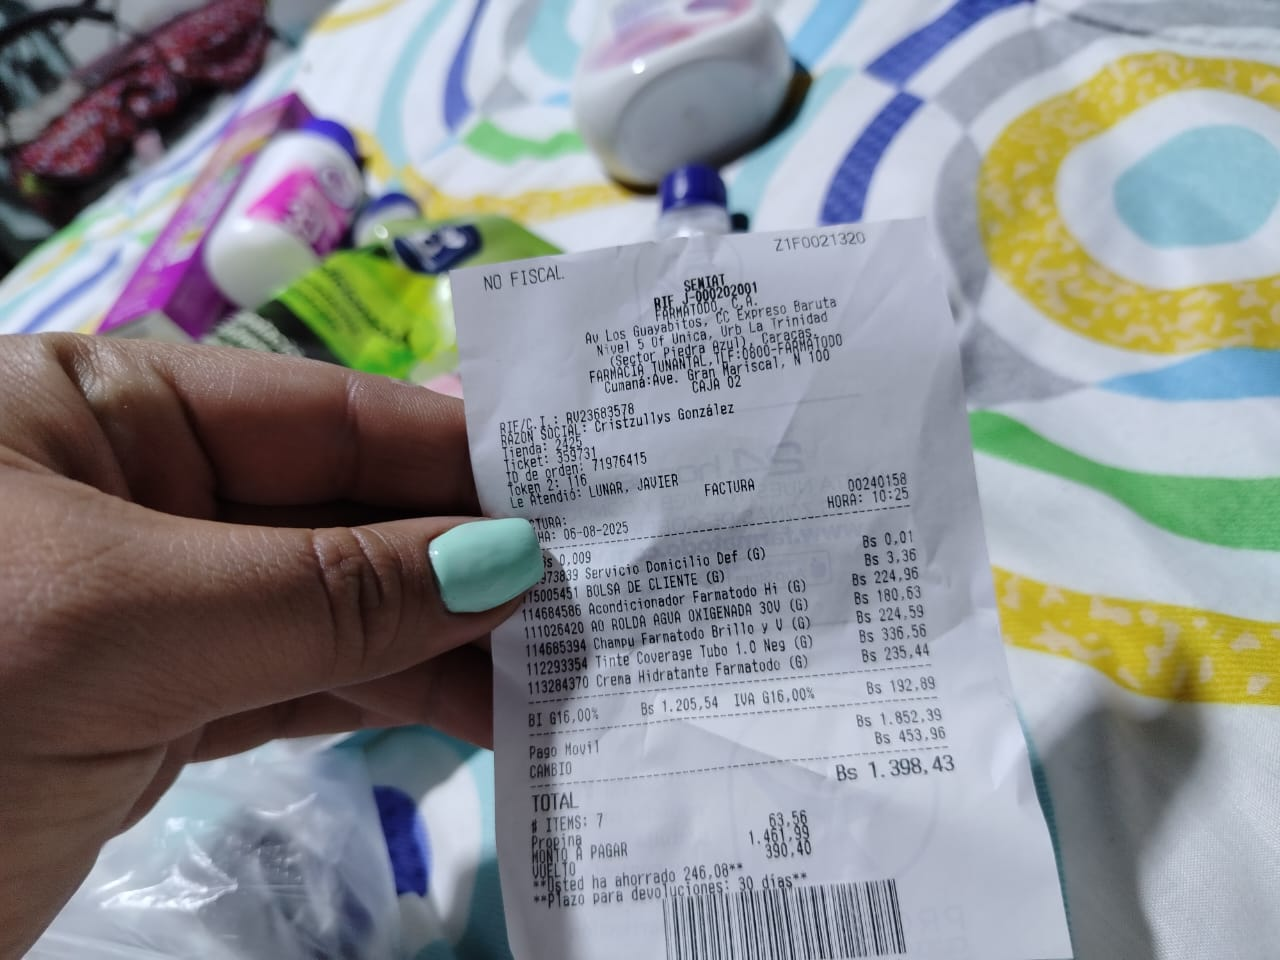 NO FISCAL
Z1F0021320
SENIAT
RIF J-000202001
FARMATODO, C.A.
Av Los Guayabitos, Cc Expreso Baruta
Nivel 5 Of Unica, Urb La Trinidad
(Sector Piedra Azul), Caracas.
FARMACIA TUNANTAL, TLF:0800-FARMATODO
Cumaná:Ave. Gran Mariscal, N 100
CAJA 02
RIF/C.I.: RV23683578
RAZON SOCIAL: Cristzullys González
Tienda: 2425
Ticket: 359731
ID de orden: 71976415
Token 2: 116
Le Atendió: LUNAR, JAVIER
FACTURA
CTURA: 00240158
HA: 06-08-2025 HORA: 10:25
Bs 0,009
973839 Servicio Domicilio Def (G) Bs 0,01
115005451 BOLSA DE CLIENTE (G) Bs 3,36
114684586 Acondicionador Farmatodo Hi (G) Bs 224,96
111026420 AO ROLDA AGUA OXIGENADA 30V (G) Bs 180,63
114685394 Champu Farmatodo Brillo y V (G) Bs 224,59
112293354 Tinte Coverage Tubo 1.0 Neg (G) Bs 336,56
113284370 Crema Hidratante Farmatodo (G) Bs 235,44
BI G16,00% Bs 1.205,54 IVA G16,00% Bs 192,89
Pago Movil Bs 1.852,39
CAMBIO Bs 453,96
TOTAL Bs 1.398,43
# ITEMS: 7
Propina 63,56
MONTO A PAGAR 1.461,99
VUELTO 390,40
**Usted ha ahorrado 246,08**
**Plazo para devoluciones: 30 días**